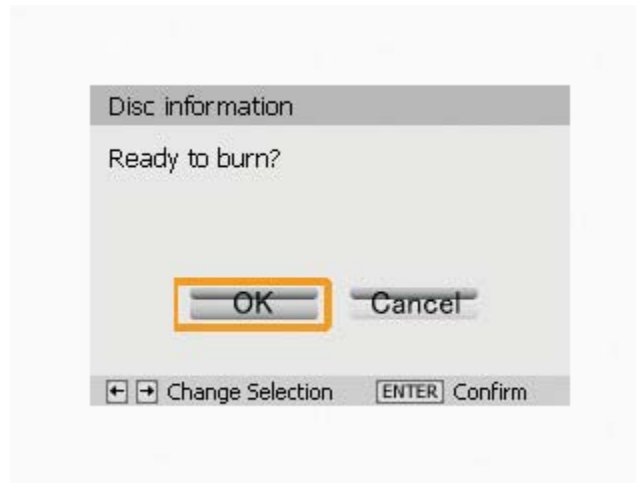 Disc information
Ready to burn?
OK Cancel
← → Change Selection ENTER Confirm